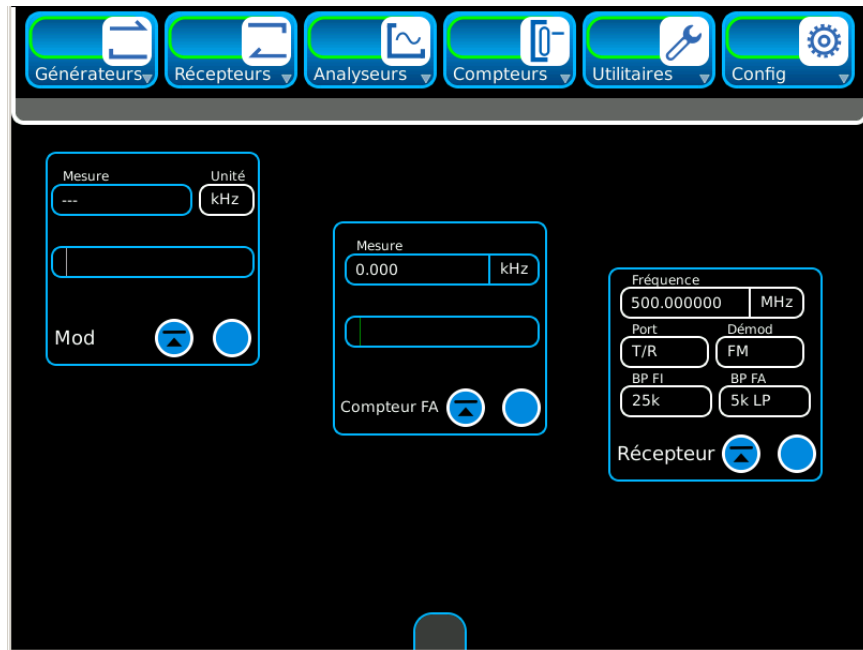 Générateurs Récepteurs Analyseurs Compteurs Utilitaires Config
Mesure Unité
--- kHz
Mod
Mesure
0.000 kHz
Compteur FA
Fréquence
500.000000 MHz
Port Démod
T/R FM
BP FI BP FA
25k 5k LP
Récepteur